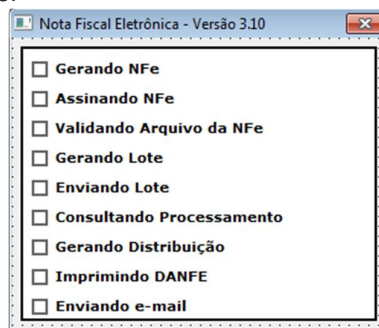 Nota Fiscal Eletrônica - Versão 3.10
Gerando NFe
Assinando NFe
Validando Arquivo da NFe
Gerando Lote
Enviando Lote
Consultando Processamento
Gerando Distribuição
Imprimindo DANFE
Enviando e-mail